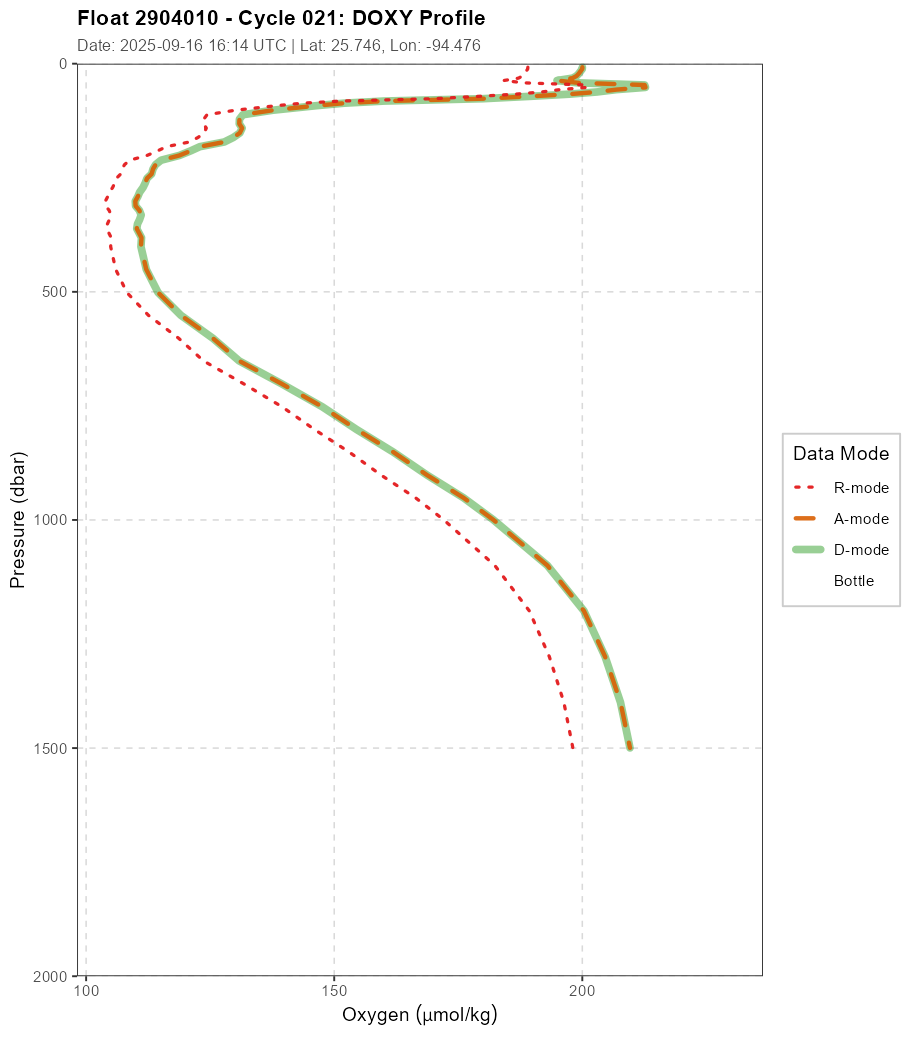 Float 2904010 - Cycle 021: DOXY Profile
Date: 2025-09-16 16:14 UTC | Lat: 25.746, Lon: -94.476
0
500
1000
1500
2000
Pressure (dbar)
100
150
200
Oxygen (µmol/kg)
Data Mode
R-mode
A-mode
D-mode
Bottle